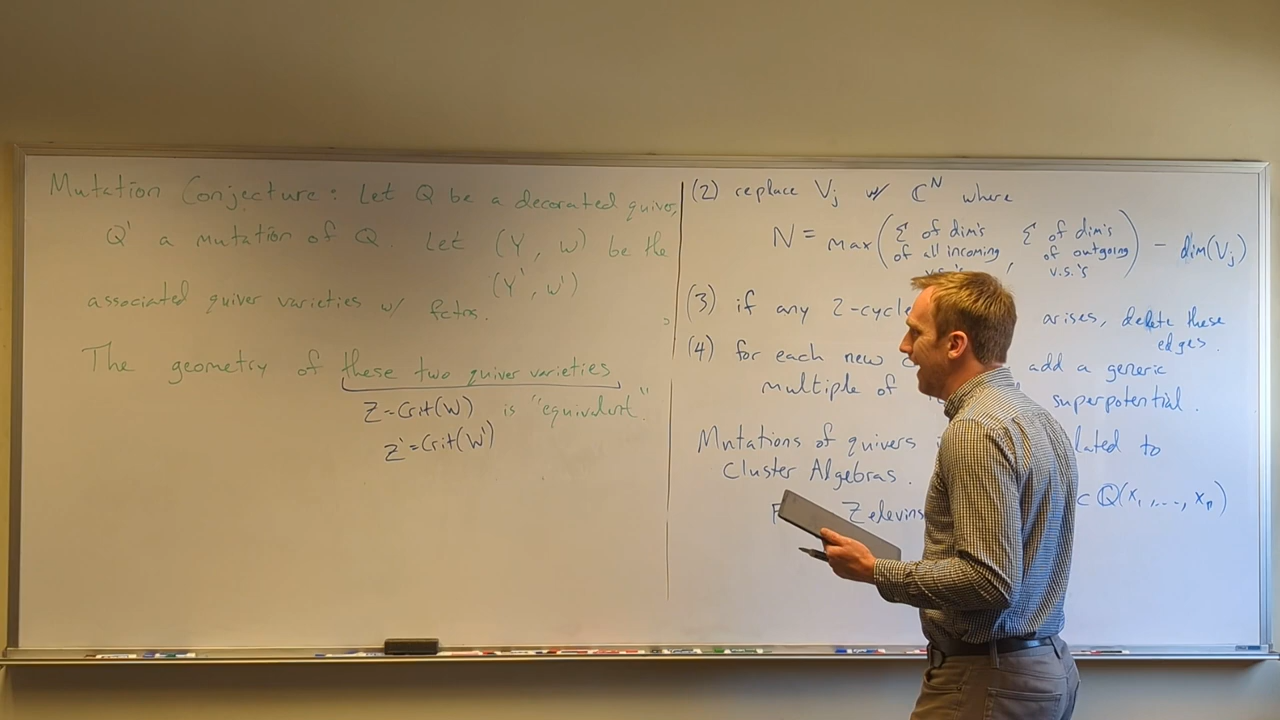 Mutation Conjecture: Let Q be a decorated quiver,
Q' a mutation of Q. Let (Y, W) be the
(Y', W')
associated quiver varieties w/ fctns.
The geometry of these two quiver varieties
Z=Crit(W) is "equivalent."
Z'=Crit(W')
(2) replace Vj w/ ℂ^N where
N = max(Σ of dim's of all incoming v.s.'s, Σ of dim's of outgoing v.s.'s) - dim(Vj)
(3) if any 2-cycle arises, delete these
edges.
(4) for each new add a generic
multiple of superpotential.
Mutations of quivers to
Cluster Algebras.
⊂ ℚ(x₁, ..., xₙ)